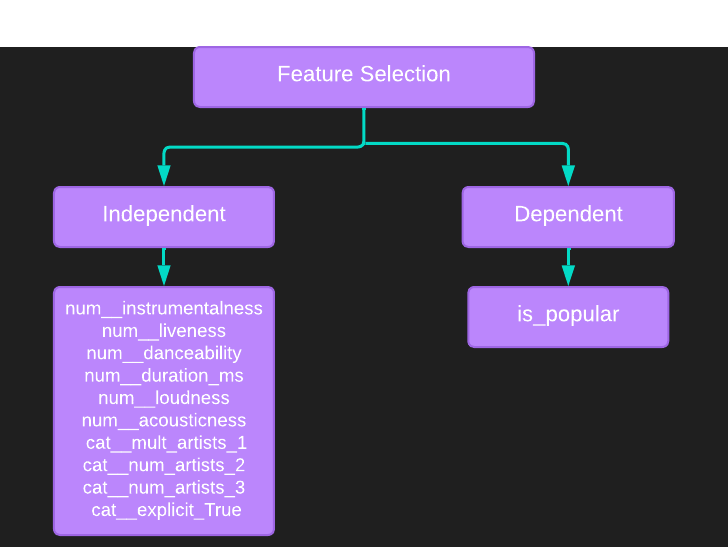 Feature Selection
Independent
Dependent
num__instrumentalness
num__liveness
num__danceability
num__duration_ms
num__loudness
num__acousticness
cat__mult_artists_1
cat__num_artists_2
cat__num_artists_3
cat__explicit_True
is_popular